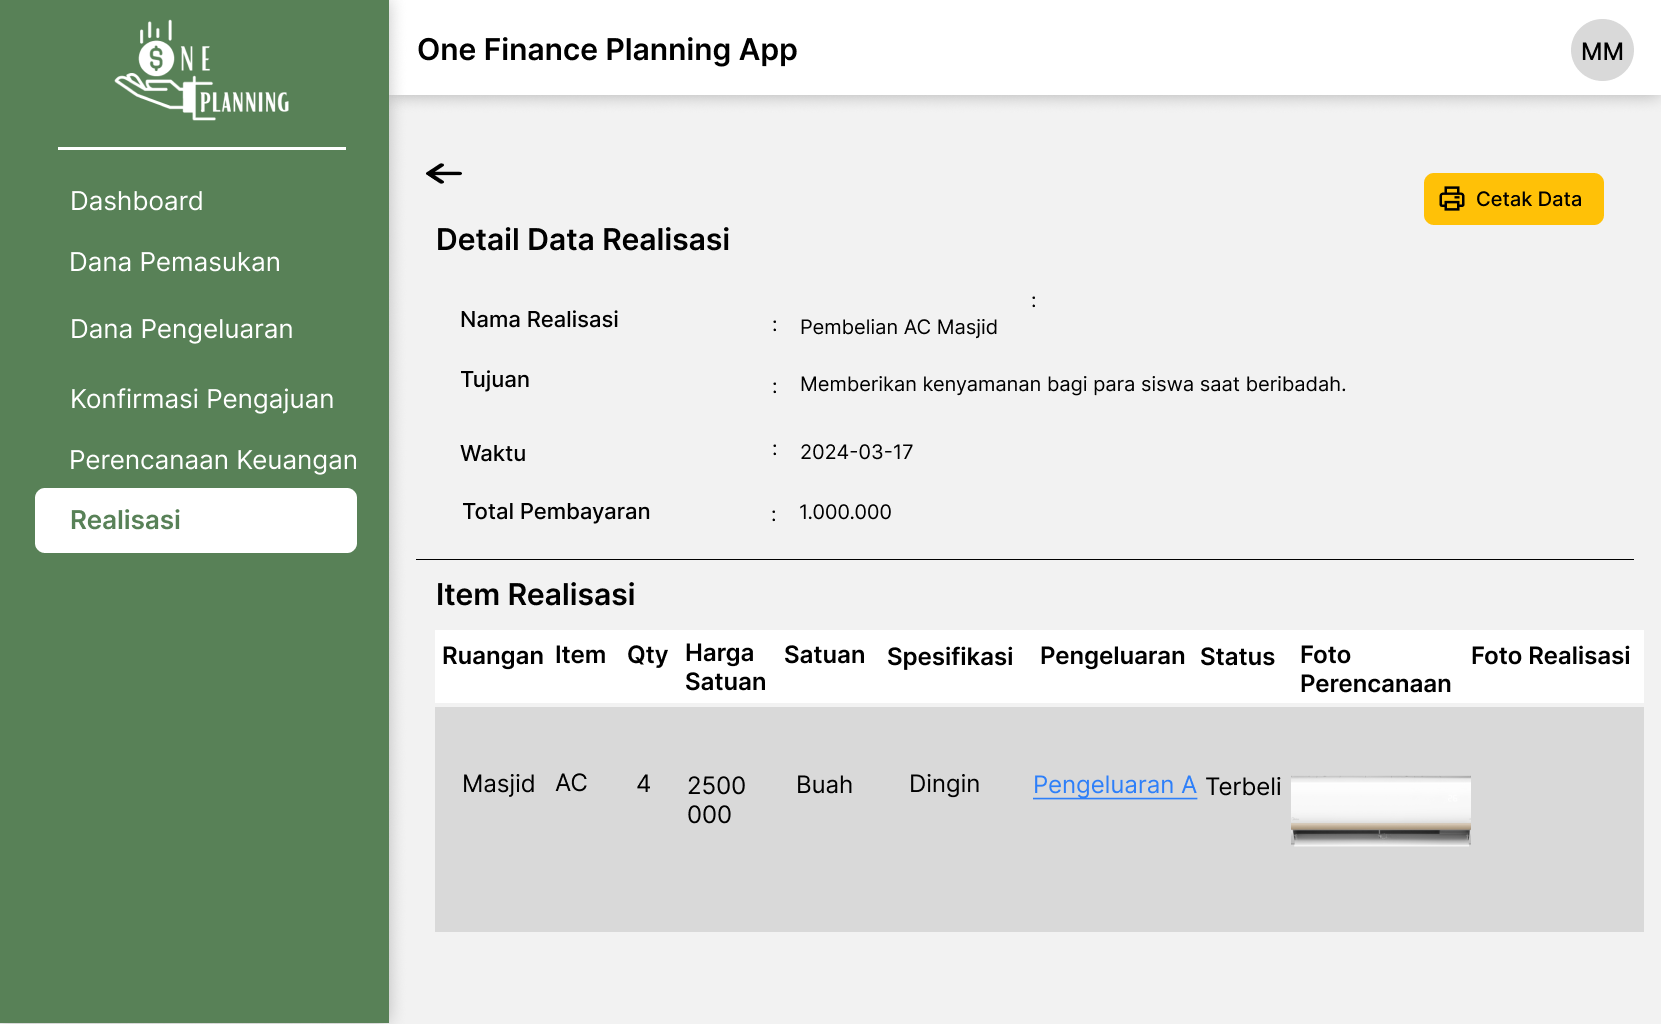 $ NE
PLANNING
One Finance Planning App
MM
Dashboard
Dana Pemasukan
Dana Pengeluaran
Konfirmasi Pengajuan
Perencanaan Keuangan
Realisasi
Cetak Data
Detail Data Realisasi
:
Nama Realisasi : Pembelian AC Masjid
Tujuan : Memberikan kenyamanan bagi para siswa saat beribadah.
Waktu : 2024-03-17
Total Pembayaran : 1.000.000
Item Realisasi
Ruangan Item Qty Harga Satuan Satuan Spesifikasi Pengeluaran Status Foto Perencanaan Foto Realisasi
Masjid AC 4 2500 000 Buah Dingin Pengeluaran A Terbeli